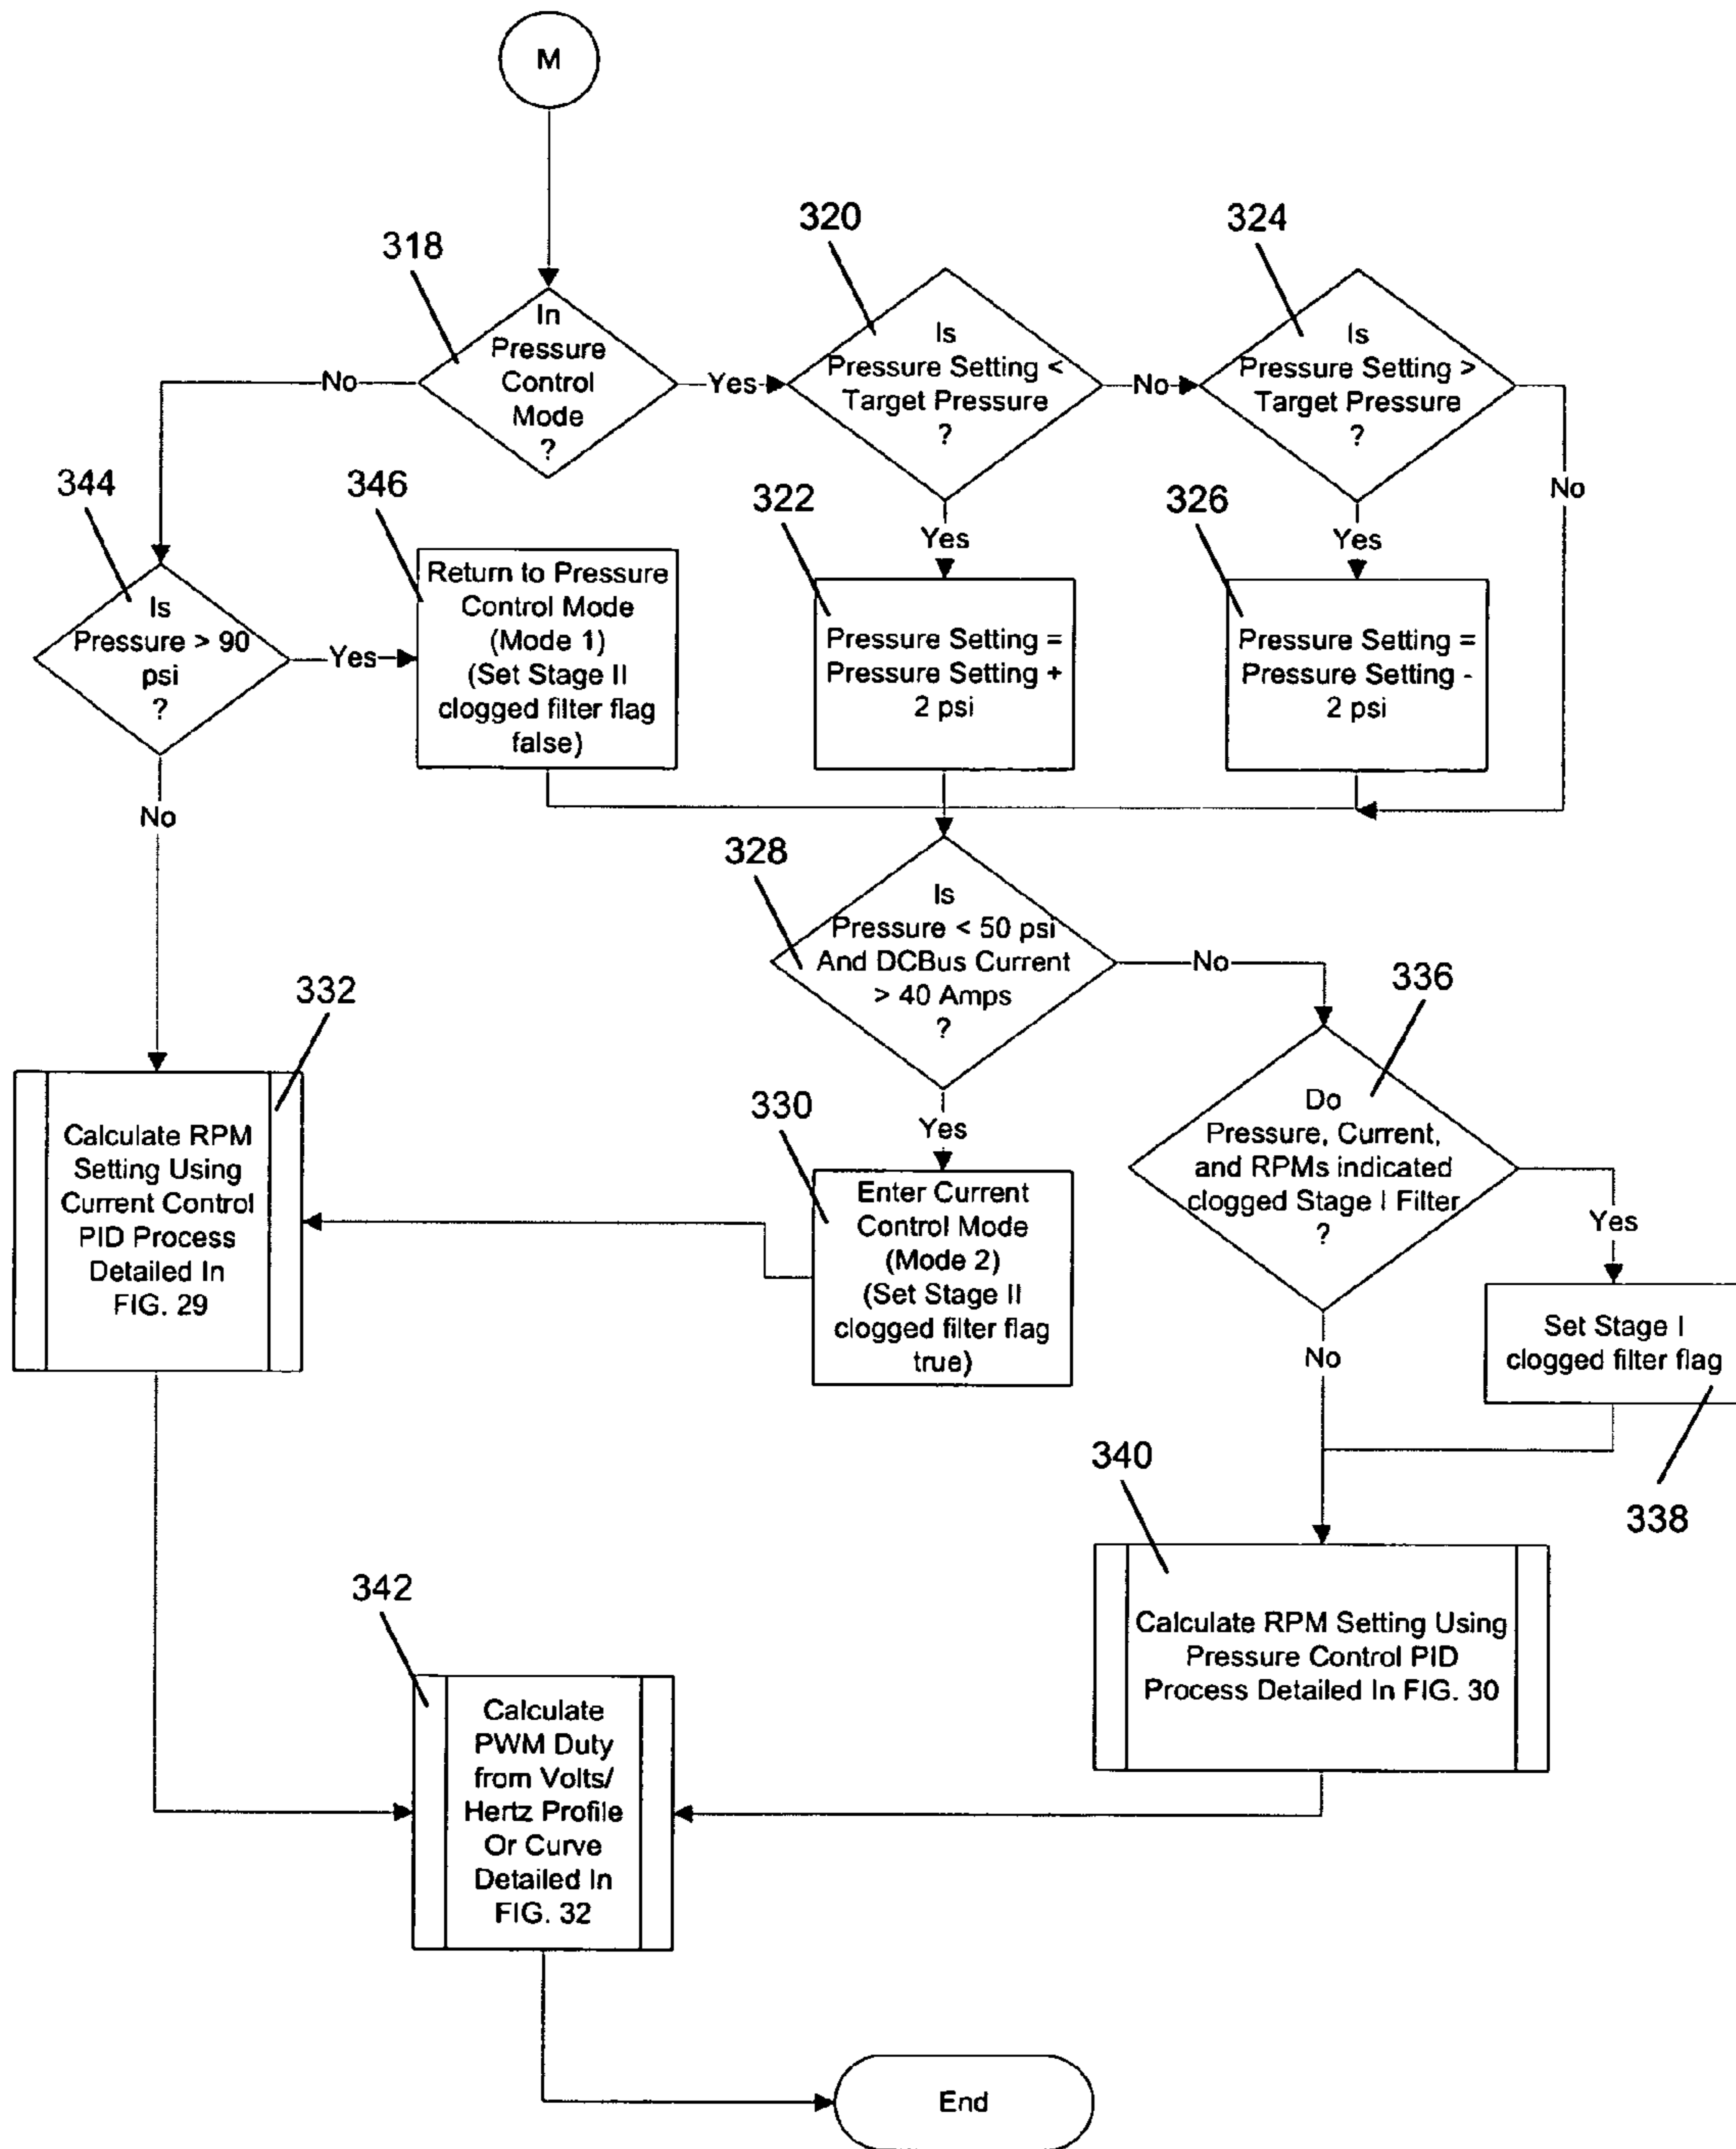 M
318
In
Pressure
Control
Mode
?
No
Yes
320
Is
Pressure Setting <
Target Pressure
?
No
324
Is
Pressure Setting >
Target Pressure
?
No
344
Is
Pressure > 90
psi
?
Yes
No
346
Return to Pressure
Control Mode
(Mode 1)
(Set Stage II
clogged filter flag
false)
Yes
322
Pressure Setting =
Pressure Setting +
2 psi
Yes
326
Pressure Setting =
Pressure Setting -
2 psi
328
Is
Pressure < 50 psi
And DCBus Current
> 40 Amps
?
No
Yes
332
Calculate RPM
Setting Using
Current Control
PID Process
Detailed In
FIG. 29
330
Enter Current
Control Mode
(Mode 2)
(Set Stage II
clogged filter flag
true)
336
Do
Pressure, Current,
and RPMs indicated
clogged Stage I Filter
?
Yes
No
Set Stage I
clogged filter flag
338
340
Calculate RPM Setting Using
Pressure Control PID
Process Detailed In FIG. 30
342
Calculate
PWM Duty
from Volts/
Hertz Profile
Or Curve
Detailed In
FIG. 32
End